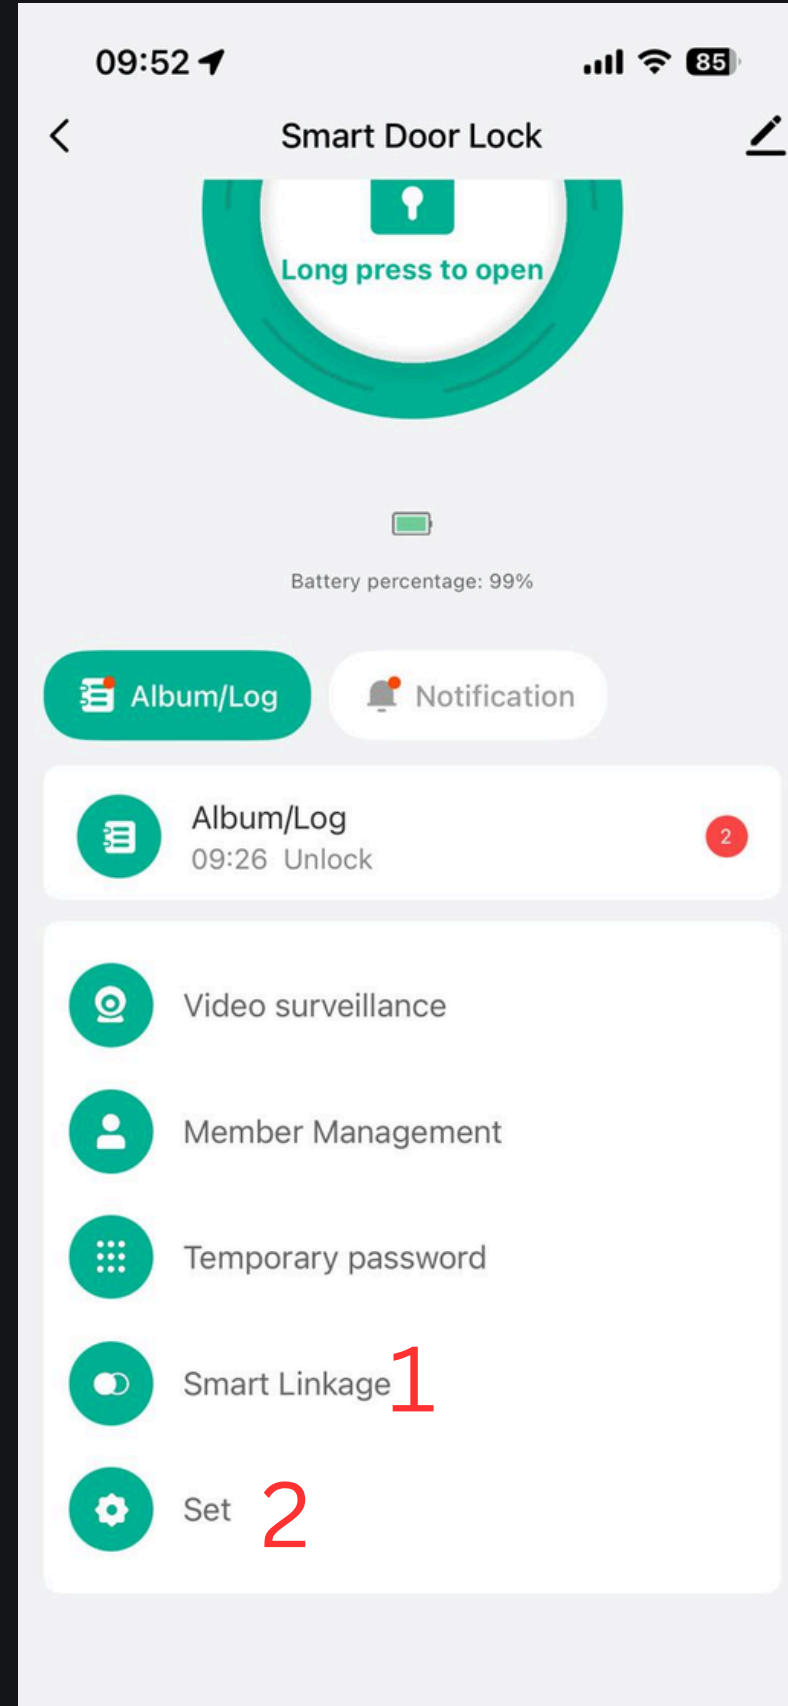 09:52
85
Smart Door Lock
Long press to open
Battery percentage: 99%
Album/Log
Notification
Album/Log
2
09:26 Unlock
Video surveillance
Member Management
Temporary password
Smart Linkage 1
Set 2